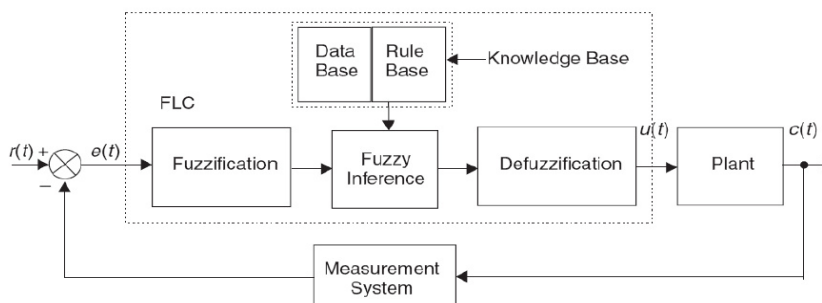 Data Base
Rule Base
Knowledge Base
FLC
r(t) +
−
e(t)
Fuzzification
Fuzzy
Inference
Defuzzification
u(t)
Plant
c(t)
Measurement
System